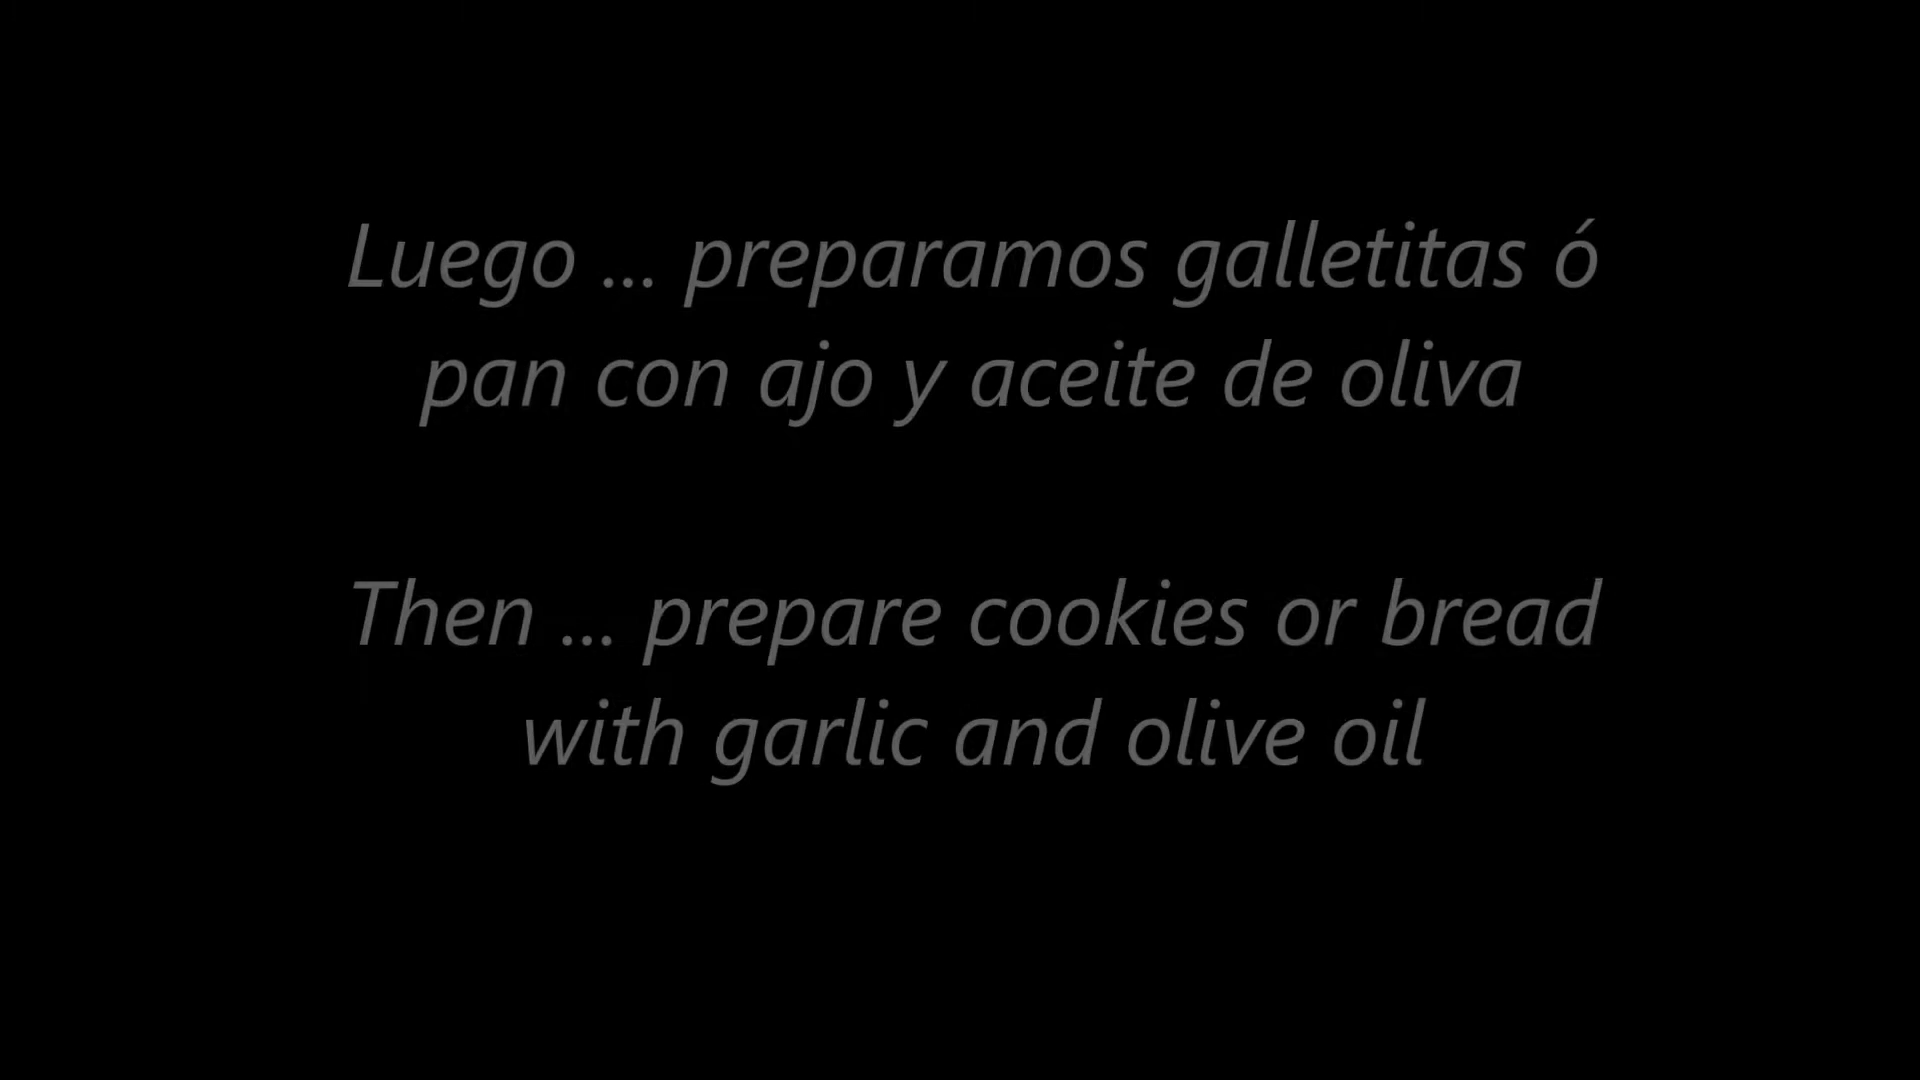 Luego ... preparamos galletitas ó
pan con ajo y aceite de oliva
Then ... prepare cookies or bread
with garlic and olive oil